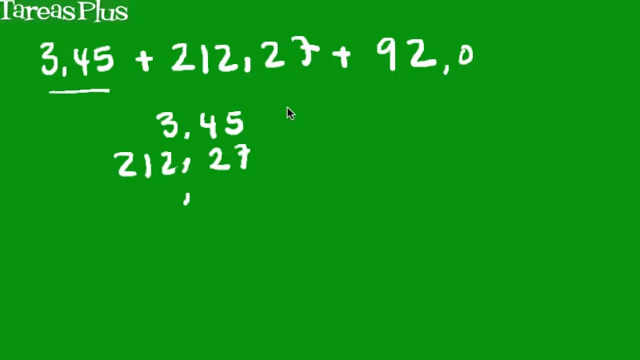 TareasPlus
3,45 + 212,27 + 92,0
3,45
212,27
,